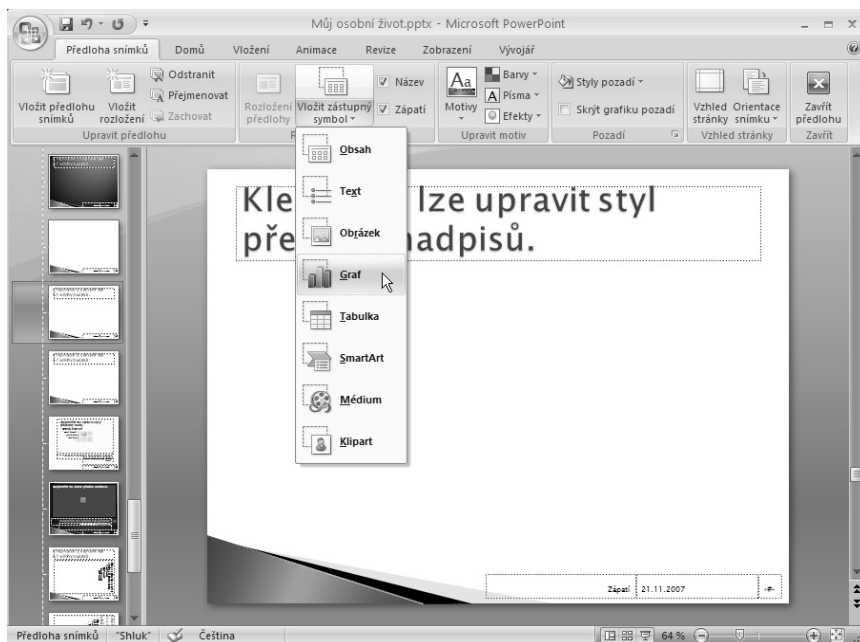 Můj osobní život.pptx - Microsoft PowerPoint
Předloha snímků Domů Vložení Animace Revize Zobrazení Vývojář
Vložit předlohu snímků
Vložit rozložení
Odstranit
Přejmenovat
Zachovat
Upravit předlohu
Rozložení předlohy
Vložit zástupný symbol
Název
Zápatí
R
Aa
Motivy
Barvy
A Písma
Efekty
Upravit motiv
Styly pozadí
Skrýt grafiku pozadí
Pozadí
Vzhled stránky
Orientace snímku
Vzhled stránky
Zavřít předlohu
Zavřít
Obsah
Text
Obrázek
Graf
Tabulka
SmartArt
Médium
Klipart
Kle lze upravit styl
pře nadpisů.
Zápatí 21.11.2007 ‹#›
Předloha snímků "Shluk" Čeština 64 %